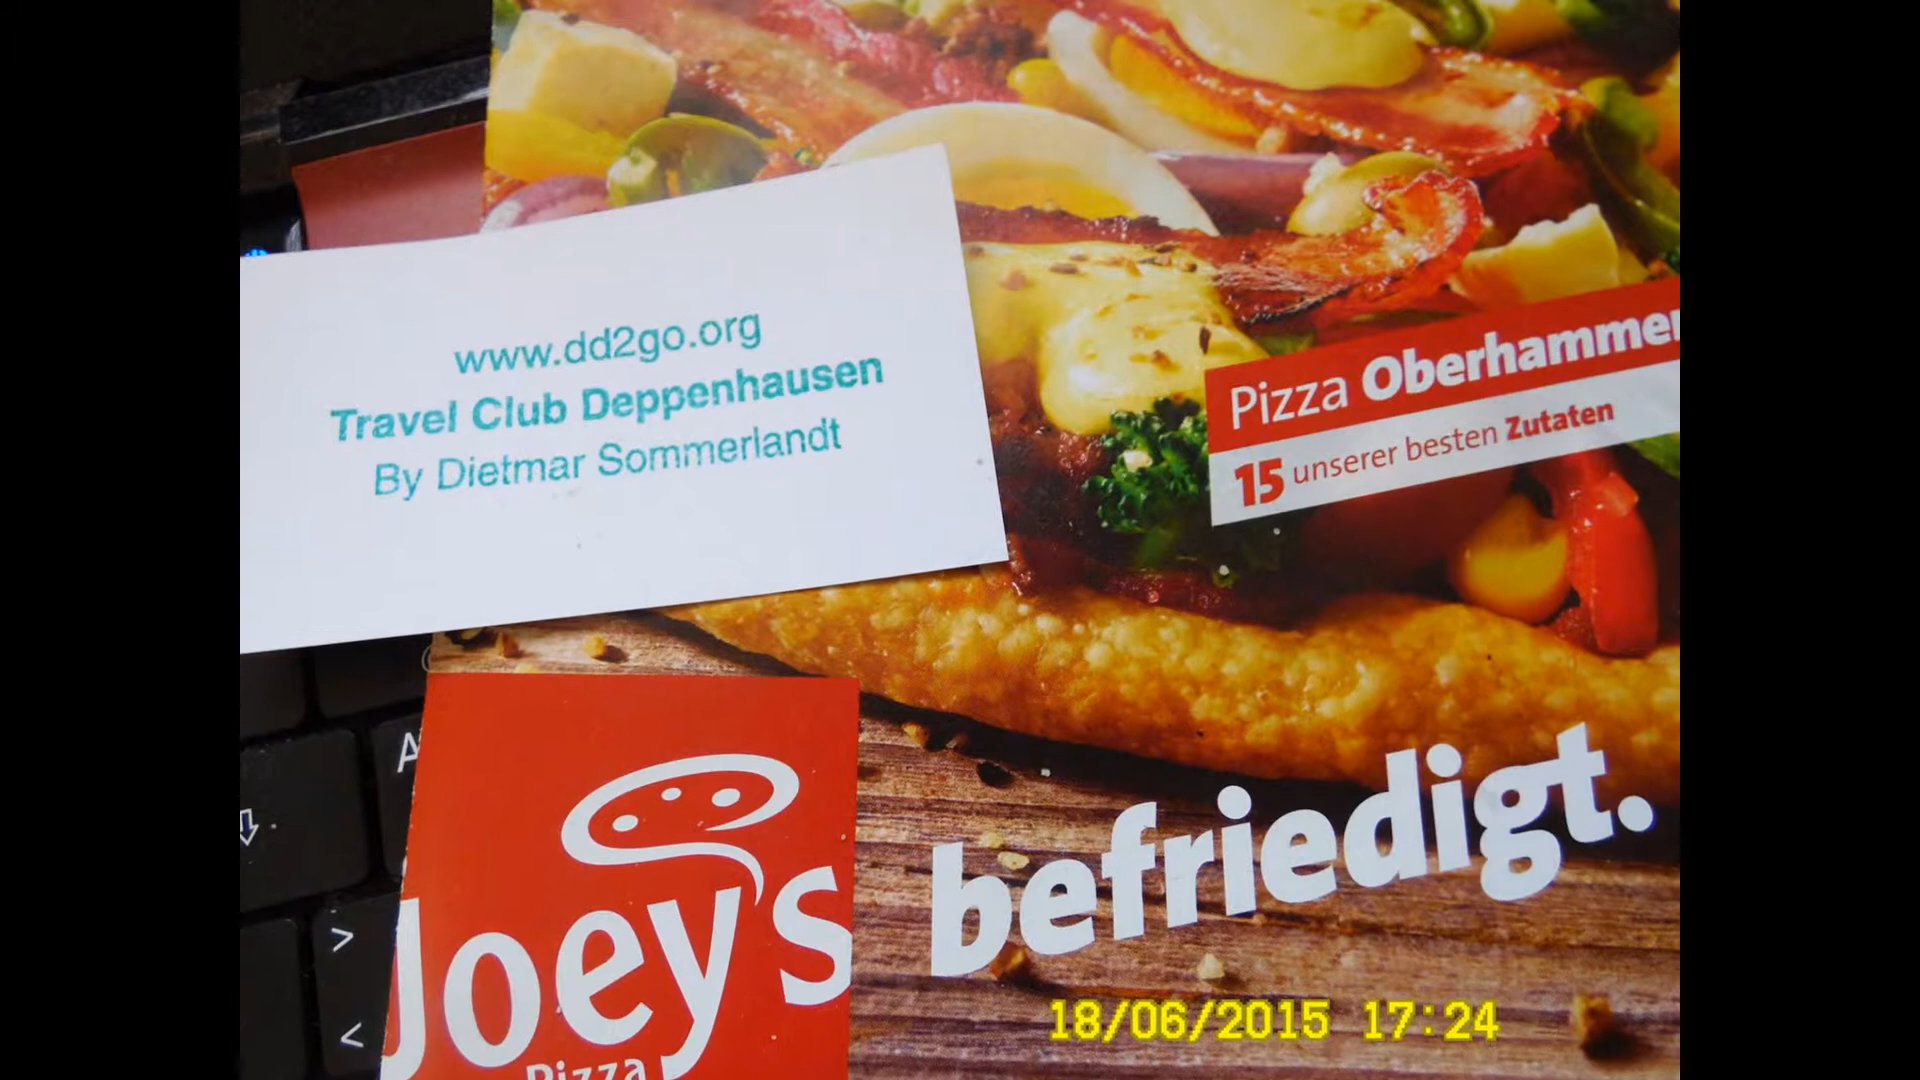 www.dd2go.org
Travel Club Deppenhausen
By Dietmar Sommerlandt
Pizza Oberhammer
15 unserer besten Zutaten
befriedigt.
Joey's
Pizza
A
>
<
18/06/2015 17:24